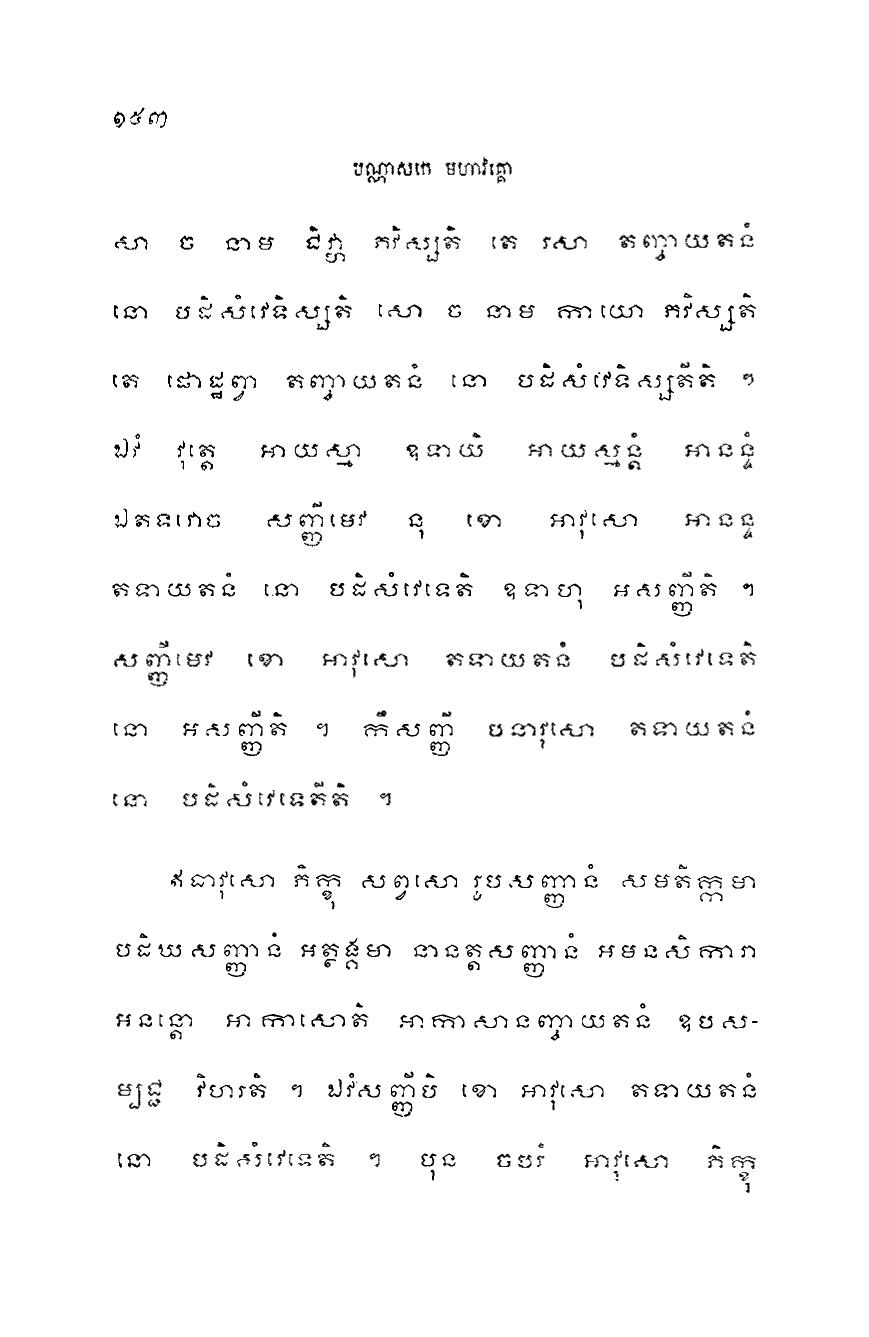 ១៥៣
បណ្ណាសកេ មហាវគ្គោ
សា ច នាម ជិវ្ហា ភវិស្សតិ តេ រសា តញ្ចាយតនំ
នោ បដិសំវេទិស្សតិ សោ ច នាម កាយោ ភវិស្សតិ
តេ ផោដ្ឋព្វា តញ្ចាយតនំ នោ បដិសំវេទិស្សតីតិ ។
ឯវំ វុត្តេ អាយស្មា ឧទាយិ អាយស្មន្តំ អានន្ទំ
ឯតទវោច សញ្ញីមេវ នុ ខោ អាវុសោ អានន្ទ
តទាយតនំ នោ បដិសំវេទេតិ ឧទាហុ អសញ្ញីតិ ។
សញ្ញីមេវ ខោ អាវុសោ តទាយតនំ បដិសំវេទេតិ
នោ អសញ្ញីតិ ។ កឹសញ្ញី បនាវុសោ តទាយតនំ
នោ បដិសំវេទេតីតិ ។
ឥធាវុសោ ភិក្ខុ សព្វសោ រូបសញ្ញានំ សមតិក្កមា
បដិឃសញ្ញានំ អត្ថង្គមា នានត្តសញ្ញានំ អមនសិការា
អនន្តោ អាកាសោតិ អាកាសានញ្ចាយតនំ ឧបស-
ម្បជ្ជ វិហរតិ ។ ឯវំសញ្ញីបិ ខោ អាវុសោ តទាយតនំ
នោ បដិសំវេទេតិ ។ បុន ចបរំ អាវុសោ ភិក្ខុ